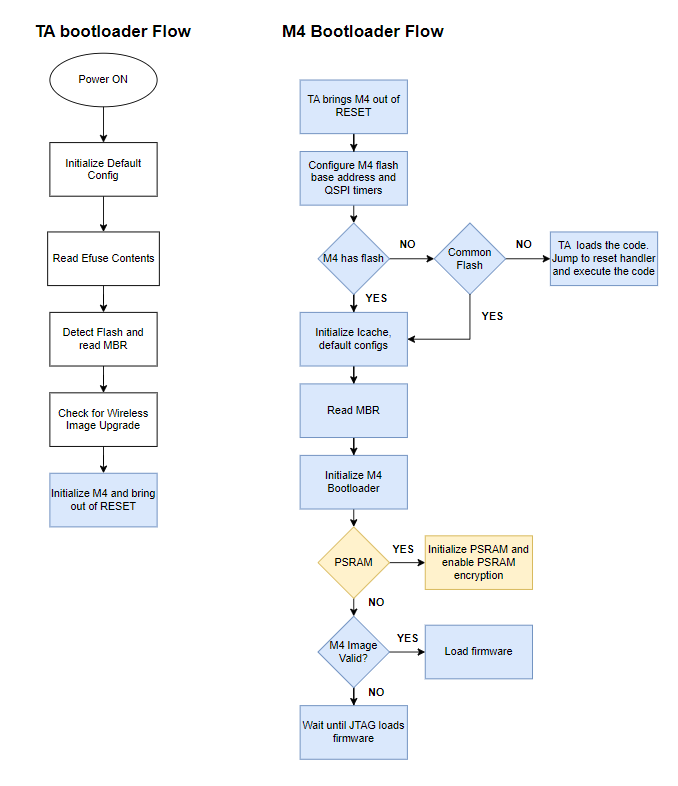 TA bootloader Flow
Power ON
Initialize Default
Config
Read Efuse Contents
Detect Flash and
read MBR
Check for Wireless
Image Upgrade
Initialize M4 and bring
out of RESET
M4 Bootloader Flow
TA brings M4 out of
RESET
Configure M4 flash
base address and
QSPI timers
M4 has flash
NO
Common
Flash
NO
TA loads the code.
Jump to reset handler
and execute the code
YES
YES
Initialize Icache,
default configs
Read MBR
Initialize M4
Bootloader
PSRAM
YES
Initialize PSRAM and
enable PSRAM
encryption
NO
M4 Image
Valid?
YES
Load firmware
NO
Wait until JTAG loads
firmware